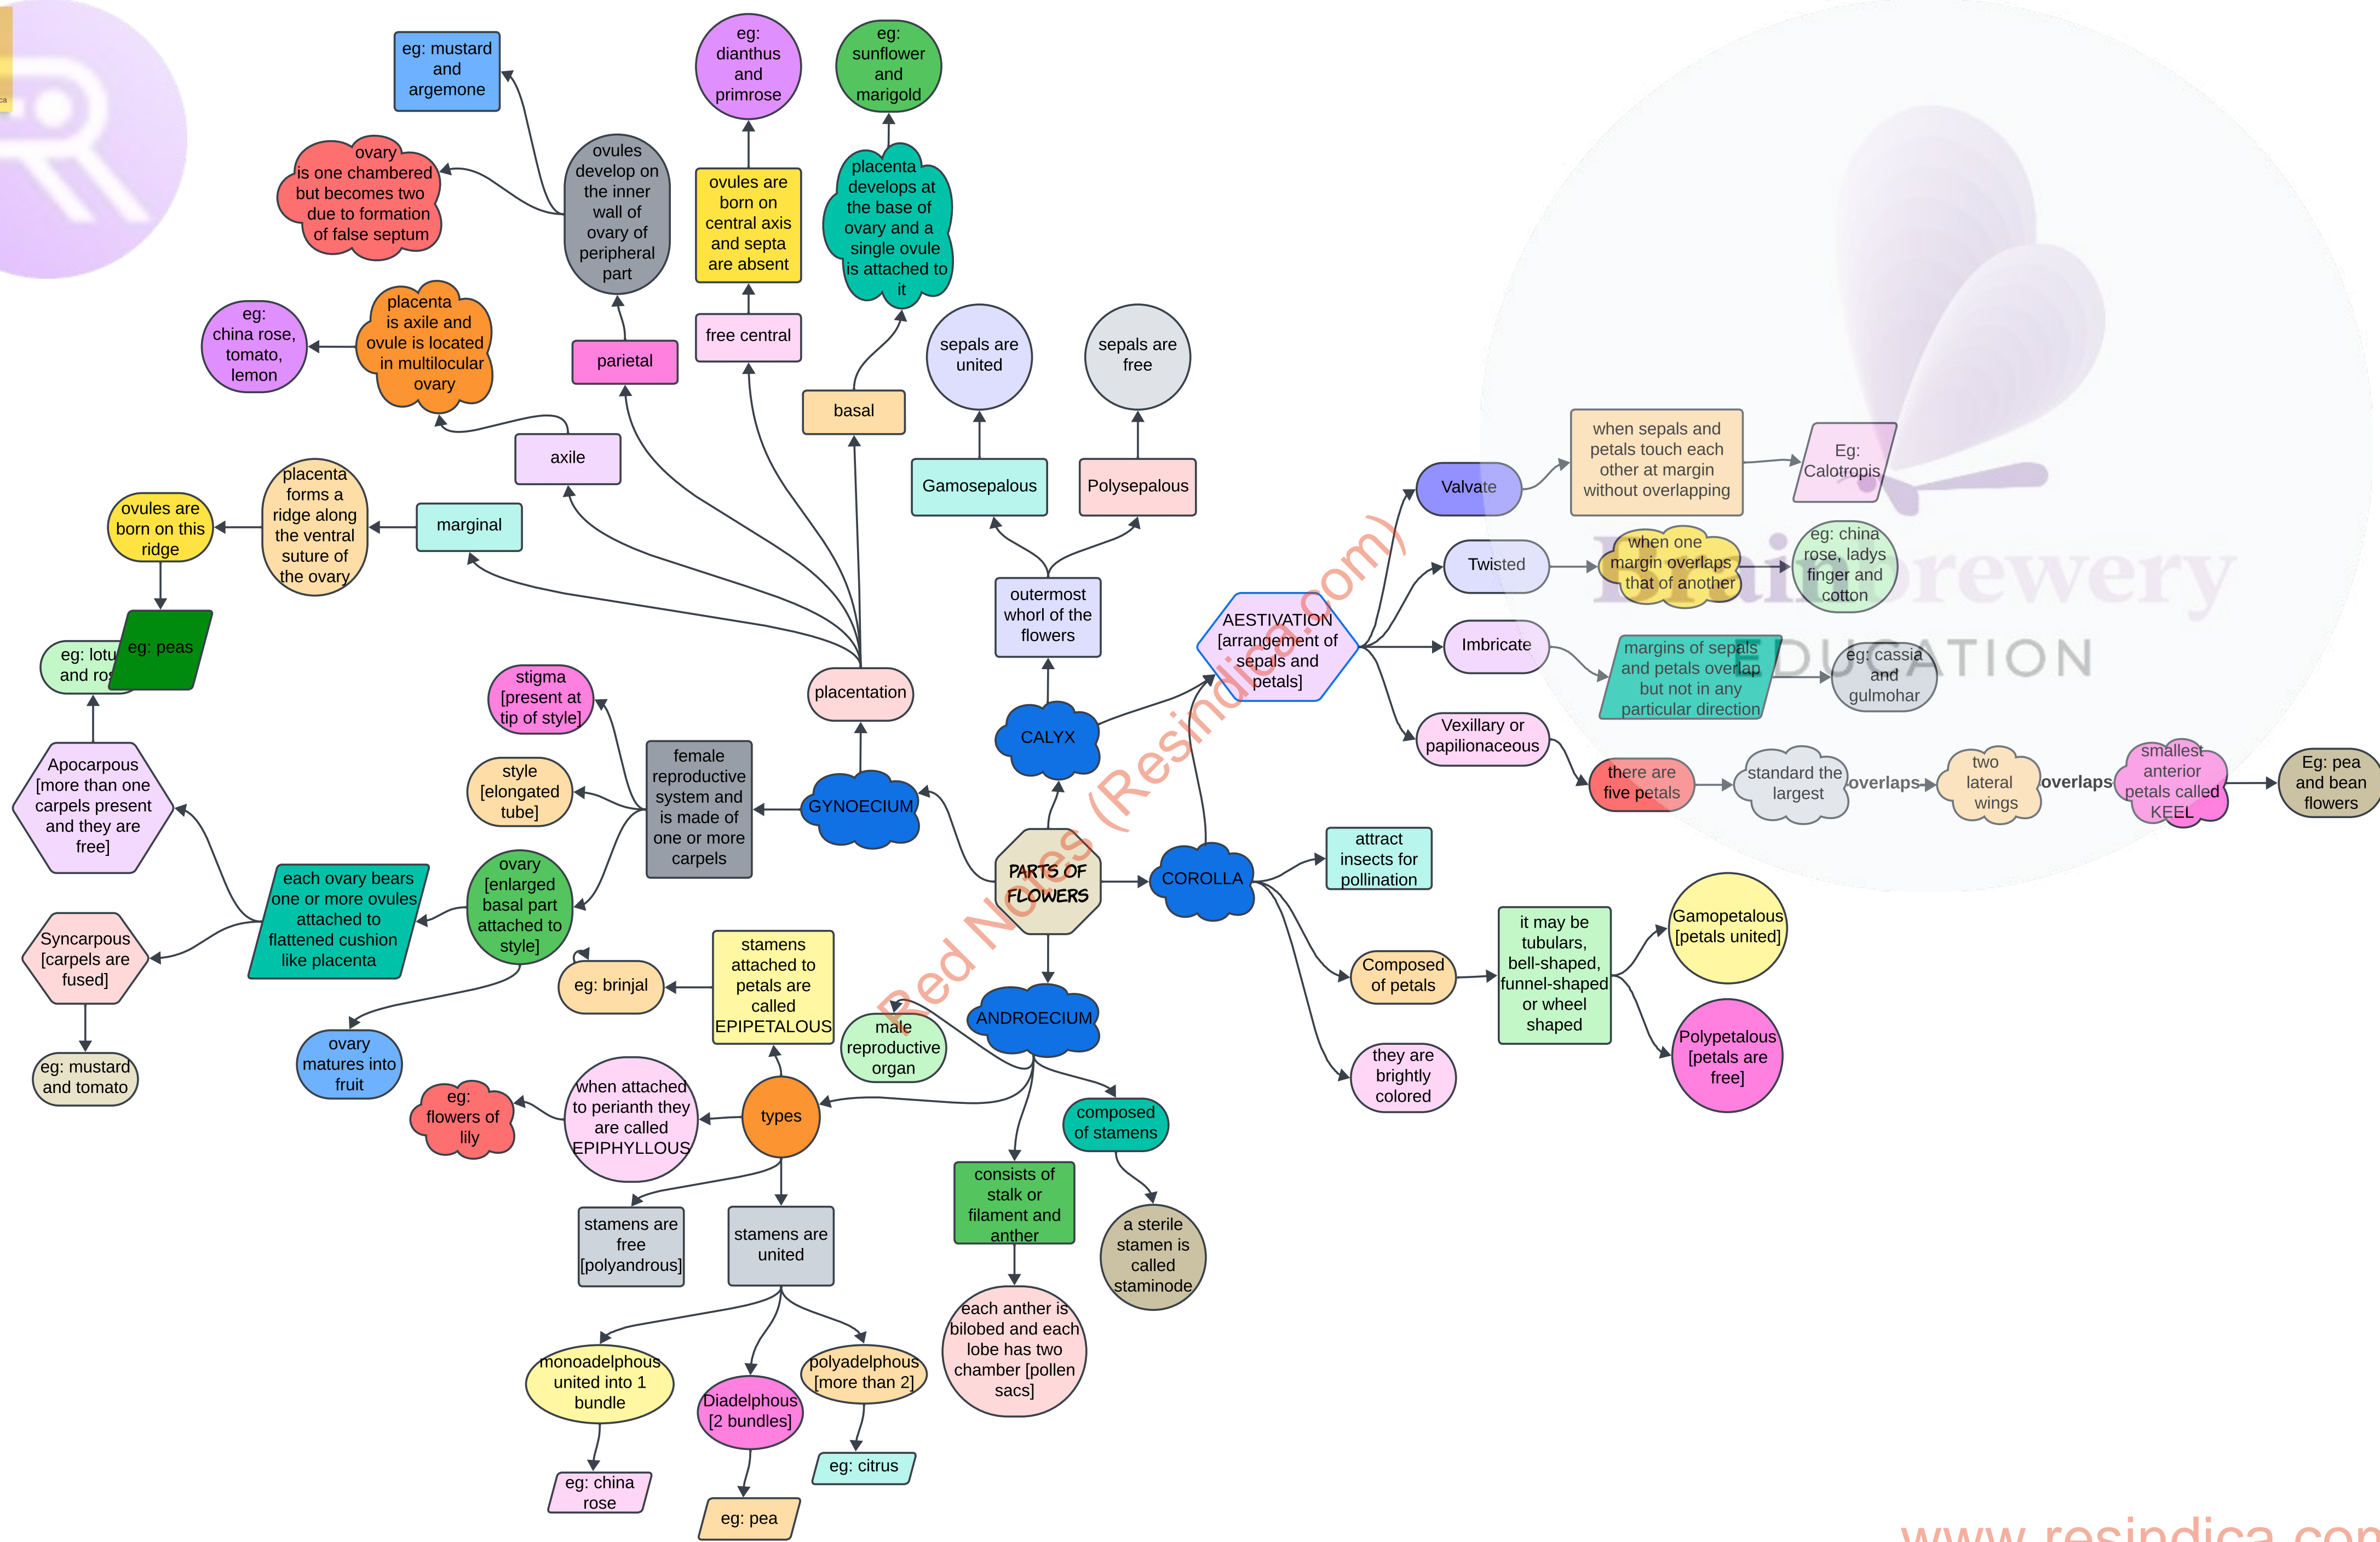 ca
eg: mustard
and
argemone
eg:
dianthus
and
primrose
eg:
sunflower
and
marigold
ovary
is one chambered
but becomes two
due to formation
of false septum
ovules
develop on
the inner
wall of
ovary of
peripheral
part
ovules are
born on
central axis
and septa
are absent
placenta
develops at
the base of
ovary and a
single ovule
is attached to
it
eg:
china rose,
tomato,
lemon
placenta
is axile and
ovule is located
in multilocular
ovary
parietal
free central
basal
sepals are
united
sepals are
free
axile
Gamosepalous
Polysepalous
ovules are
born on this
ridge
placenta
forms a
ridge along
the ventral
suture of
the ovary
marginal
eg: peas
eg: lotu
and ros
outermost
whorl of the
flowers
placentation
CALYX
AESTIVATION
[arrangement of
sepals and
petals]
Valvate
when sepals and
petals touch each
other at margin
without overlapping
Eg:
Calotropis
Twisted
when one
margin overlaps
that of another
eg: china
rose, ladys
finger and
cotton
Brainbrewery
EDUCATION
Imbricate
margins of sepals
and petals overlap
but not in any
particular direction
eg: cassia
and
gulmohar
Vexillary or
papilionaceous
there are
five petals
standard the
largest
overlaps
two
lateral
wings
overlaps
smallest
anterior
petals called
KEEL
Eg: pea
and bean
flowers
stigma
[present at
tip of style]
style
[elongated
tube]
female
reproductive
system and
is made of
one or more
carpels
GYNOECIUM
Apocarpous
[more than one
carpels present
and they are
free]
ovary
[enlarged
basal part
attached to
style]
each ovary bears
one or more ovules
attached to
flattened cushion
like placenta
Syncarpous
[carpels are
fused]
eg: mustard
and tomato
ovary
matures into
fruit
PARTS OF
FLOWERS
COROLLA
attract
insects for
pollination
Composed
of petals
it may be
tubulars,
bell-shaped,
funnel-shaped
or wheel
shaped
Gamopetalous
[petals united]
Polypetalous
[petals are
free]
they are
brightly
colored
Red Notes (Resindica.com)
ANDROECIUM
male
reproductive
organ
stamens
attached to
petals are
called
EPIPETALOUS
eg: brinjal
when attached
to perianth they
are called
EPIPHYLLOUS
eg:
flowers of
lily
types
composed
of stamens
a sterile
stamen is
called
staminode
consists of
stalk or
filament and
anther
each anther is
bilobed and each
lobe has two
chamber [pollen
sacs]
stamens are
free
[polyandrous]
stamens are
united
monoadelphous
united into 1
bundle
Diadelphous
[2 bundles]
polyadelphous
[more than 2]
eg: china
rose
eg: pea
eg: citrus
www.resindica.com